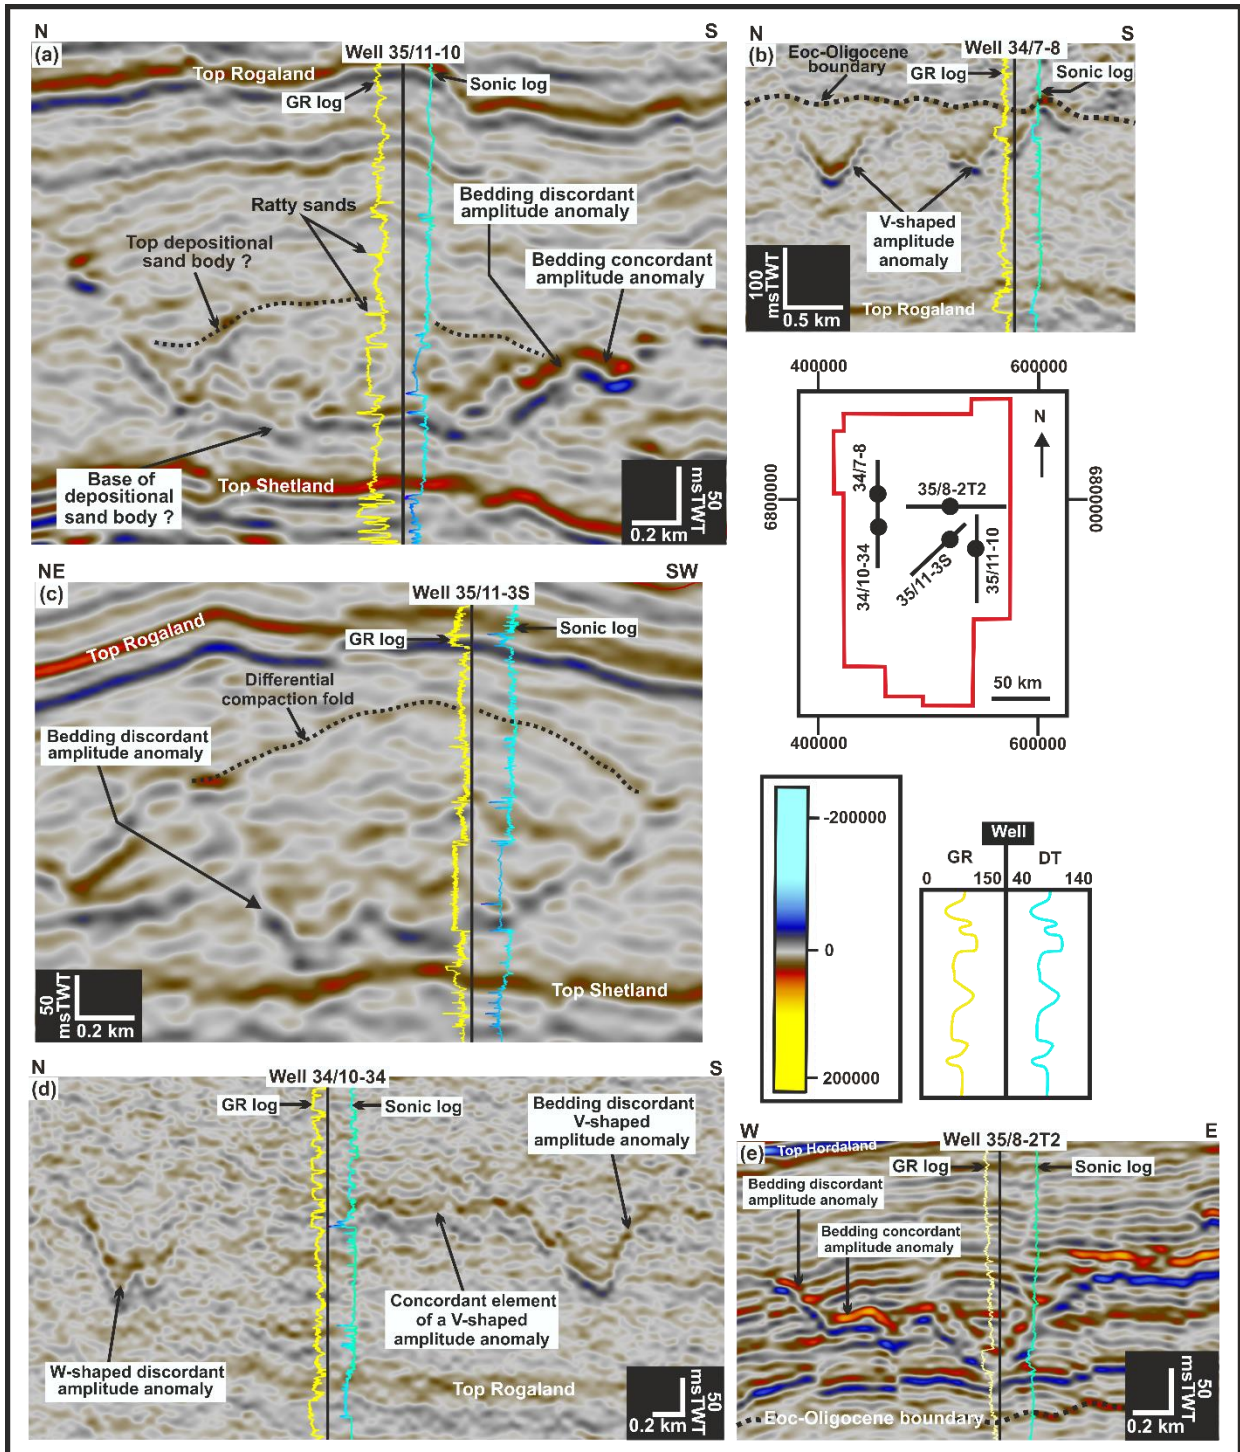 N
S
(a)
Well 35/11-10
Top Rogaland
GR log
Sonic log
Ratty sands
Bedding discordant
amplitude anomaly
Top depositional
sand body ?
Bedding concordant
amplitude anomaly
Base of
depositional
sand body ?
Top Shetland
50
msTWT
0.2 km
N
S
(b)
Well 34/7-8
Eoc-Oligocene
boundary
GR log
Sonic log
V-shaped
amplitude
anomaly
100
msTWT
0.5 km
Top Rogaland
400000
600000
N
34/7-8
35/8-2T2
6800000
6800000
34/10-34
35/11-3S
35/11-10
50 km
400000
600000
NE
SW
(c)
Well 35/11-3S
Top Rogaland
GR log
Sonic log
Differential
compaction fold
Bedding discordant
amplitude anomaly
Top Shetland
50
msTWT
0.2 km
-200000
0
200000
Well
GR
DT
0
150
40
140
N
S
(d)
Well 34/10-34
GR log
Sonic log
Bedding discordant
V-shaped
amplitude anomaly
Concordant element
of a V-shaped
amplitude anomaly
W-shaped discordant
amplitude anomaly
Top Rogaland
50
msTWT
0.2 km
W
E
(e)
Top Hordaland
Well 35/8-2T2
GR log
Sonic log
Bedding discordant
amplitude anomaly
Bedding concordant
amplitude anomaly
Eoc-Oligocene boundary
50
msTWT
0.2 km